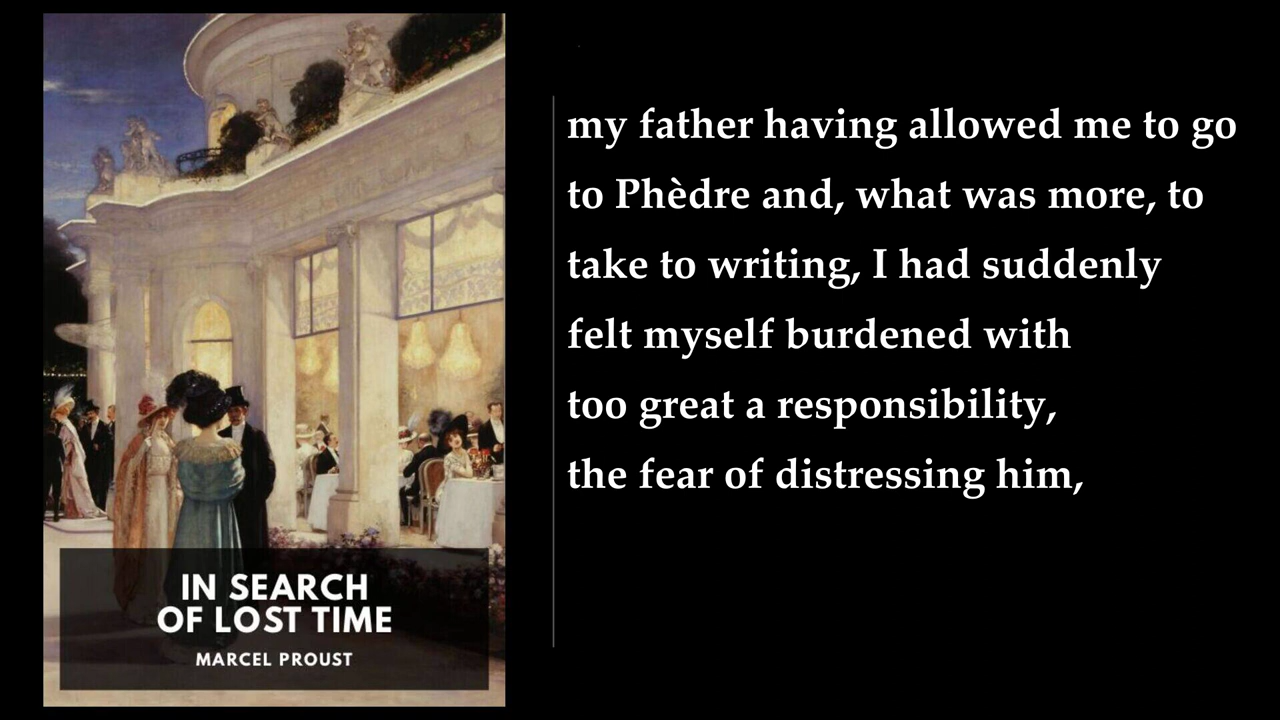 my father having allowed me to go
to Phèdre and, what was more, to
take to writing, I had suddenly
felt myself burdened with
too great a responsibility,
the fear of distressing him,
IN SEARCH
OF LOST TIME
MARCEL PROUST